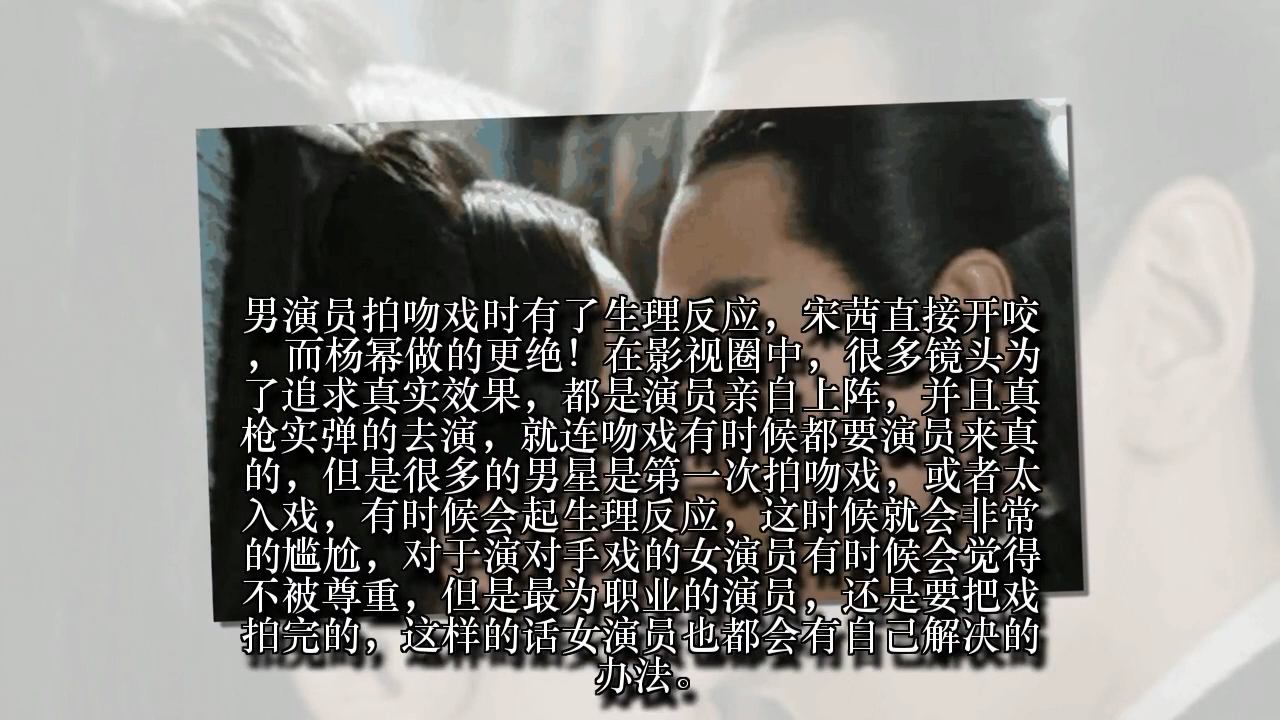 男演员拍吻戏时有了生理反应，宋茜直接开咬
，而杨幂做的更绝！在影视圈中，很多镜头为
了追求真实效果，都是演员亲自上阵，并且真
枪实弹的去演，就连吻戏有时候都要演员来真
的，但是很多的男星是第一次拍吻戏，或者太
入戏，有时候会起生理反应，这时候就会非常
的尴尬，对于演对手戏的女演员有时候会觉得
不被尊重，但是最为职业的演员，还是要把戏
拍完的，这样的话女演员也都会有自己解决的
办法。